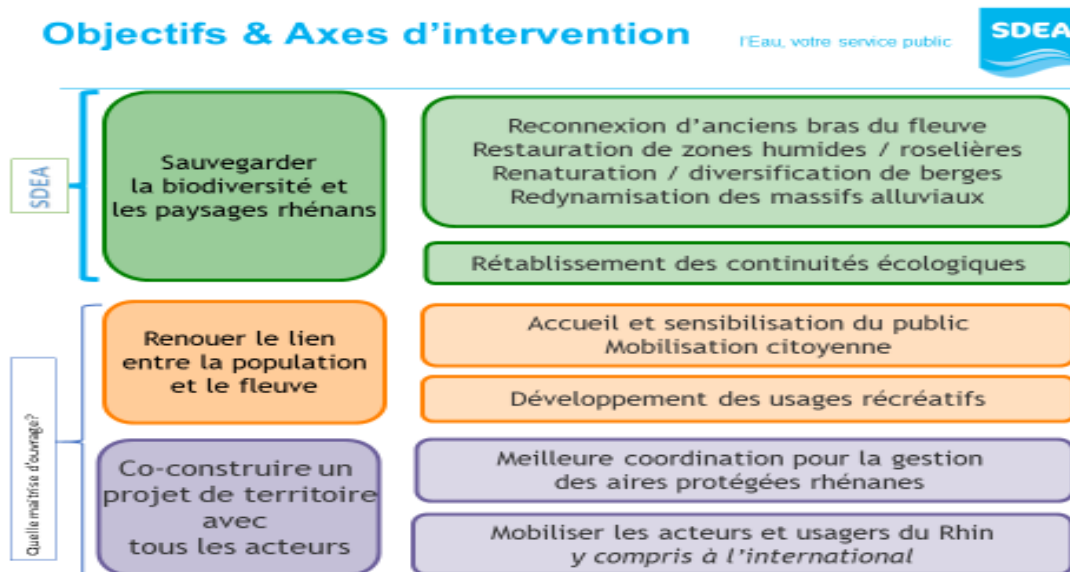 Objectifs & Axes d'intervention
l'Eau, votre service public
SDEA
SDEA
Sauvegarder
la biodiversité et
les paysages rhénans
Reconnexion d'anciens bras du fleuve
Restauration de zones humides / roselières
Renaturation / diversification de berges
Redynamisation des massifs alluviaux
Rétablissement des continuités écologiques
Quelle maîtrise d'ouvrage?
Renouer le lien
entre la population
et le fleuve
Accueil et sensibilisation du public
Mobilisation citoyenne
Développement des usages récréatifs
Co-construire un
projet de territoire
avec
tous les acteurs
Meilleure coordination pour la gestion
des aires protégées rhénanes
Mobiliser les acteurs et usagers du Rhin
y compris à l'international